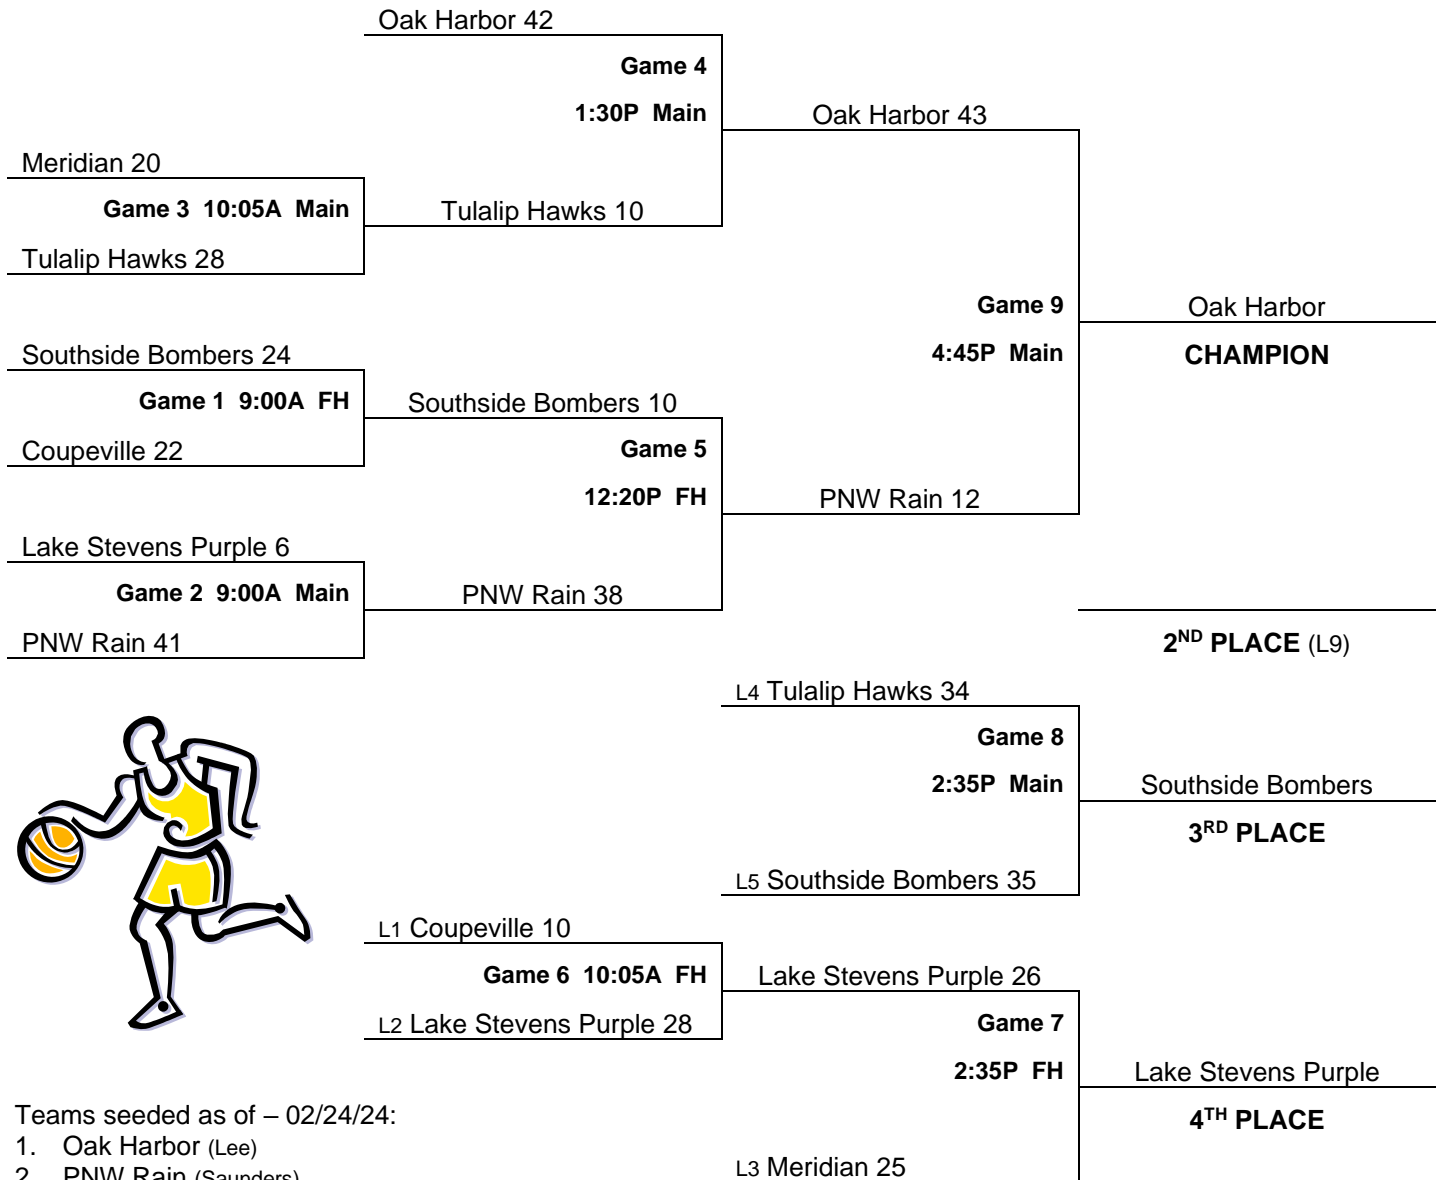 Oak Harbor 42
Game 4
1:30P Main
Oak Harbor 43
Meridian 20
Game 3 10:05A Main
Tulalip Hawks 10
Tulalip Hawks 28
Game 9
Oak Harbor
Southside Bombers 24
4:45P Main
CHAMPION
Game 1 9:00A FH
Southside Bombers 10
Coupeville 22
Game 5
12:20P FH
PNW Rain 12
Lake Stevens Purple 6
Game 2 9:00A Main
PNW Rain 38
PNW Rain 41
2ND PLACE (L9)
L4 Tulalip Hawks 34
Game 8
2:35P Main
Southside Bombers
3RD PLACE
L5 Southside Bombers 35
L1 Coupeville 10
Game 6 10:05A FH
Lake Stevens Purple 26
L2 Lake Stevens Purple 28
Game 7
2:35P FH
Lake Stevens Purple
4TH PLACE
Teams seeded as of – 02/24/24:
1. Oak Harbor (Lee)
2. PNW Rain (Saunders)
L3 Meridian 25